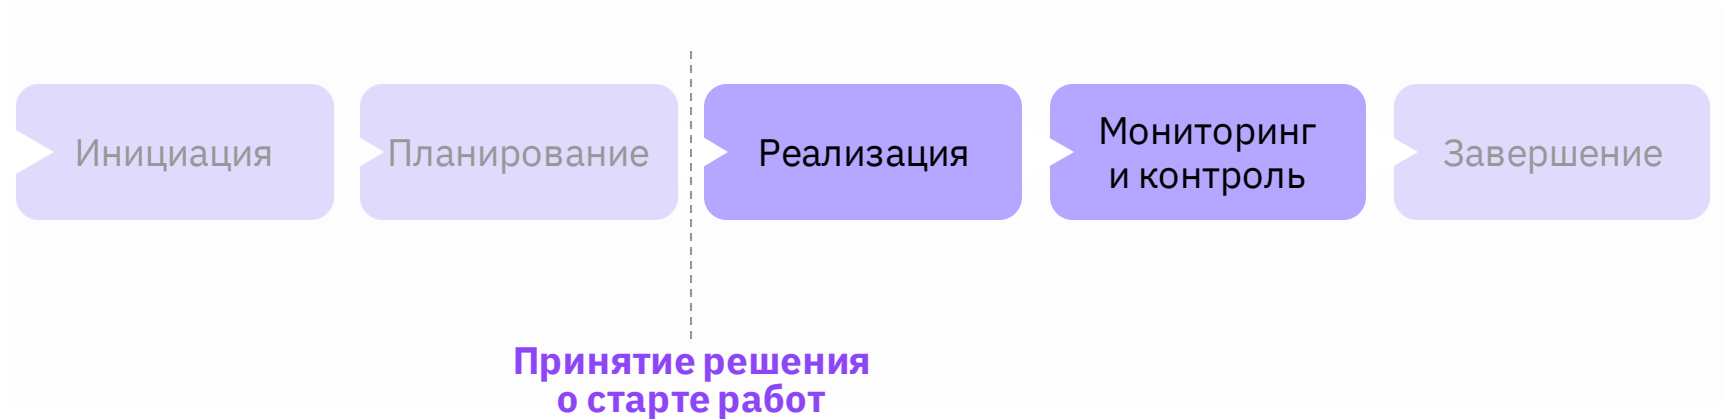 Инициация
Планирование
Реализация
Мониторинг
и контроль
Завершение
Принятие решения
о старте работ